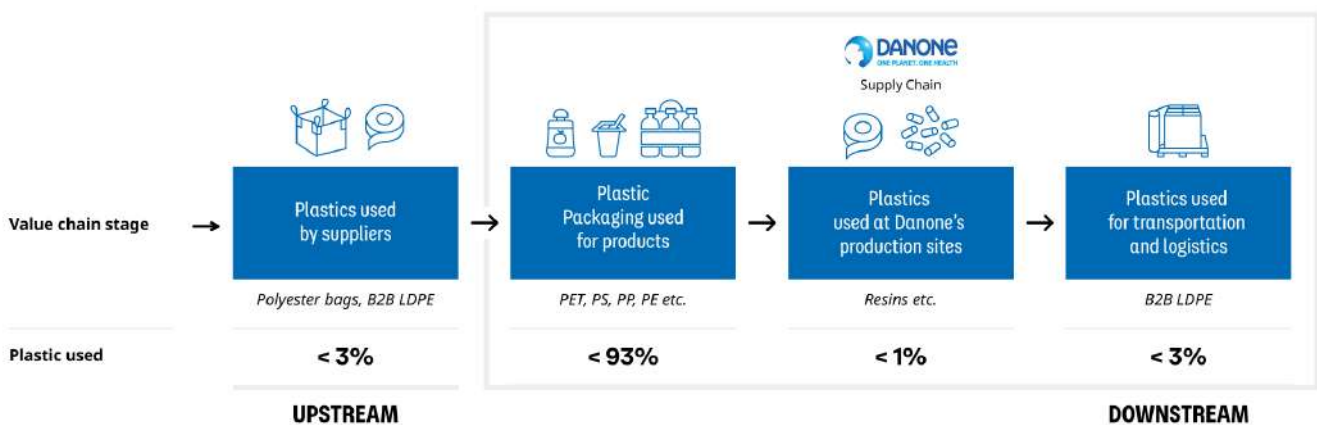 DANONE
ONE PLANET. ONE HEALTH
Supply Chain
Value chain stage
Plastics used
by suppliers
Plastic
Packaging used
for products
Plastics
used at Danone's
production sites
Plastics used
for transportation
and logistics
Polyester bags, B2B LDPE
PET, PS, PP, PE etc.
Resins etc.
B2B LDPE
Plastic used
< 3%
< 93%
< 1%
< 3%
UPSTREAM
DOWNSTREAM